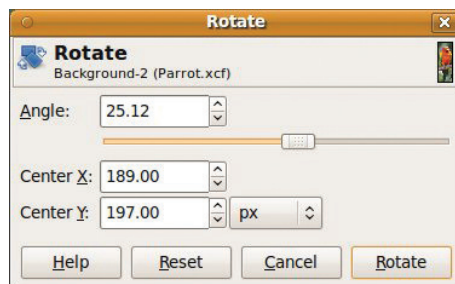 Rotate
Rotate
Background-2 (Parrot.xcf)
Angle: 25.12
Center X: 189.00
Center Y: 197.00 px
Help Reset Cancel Rotate